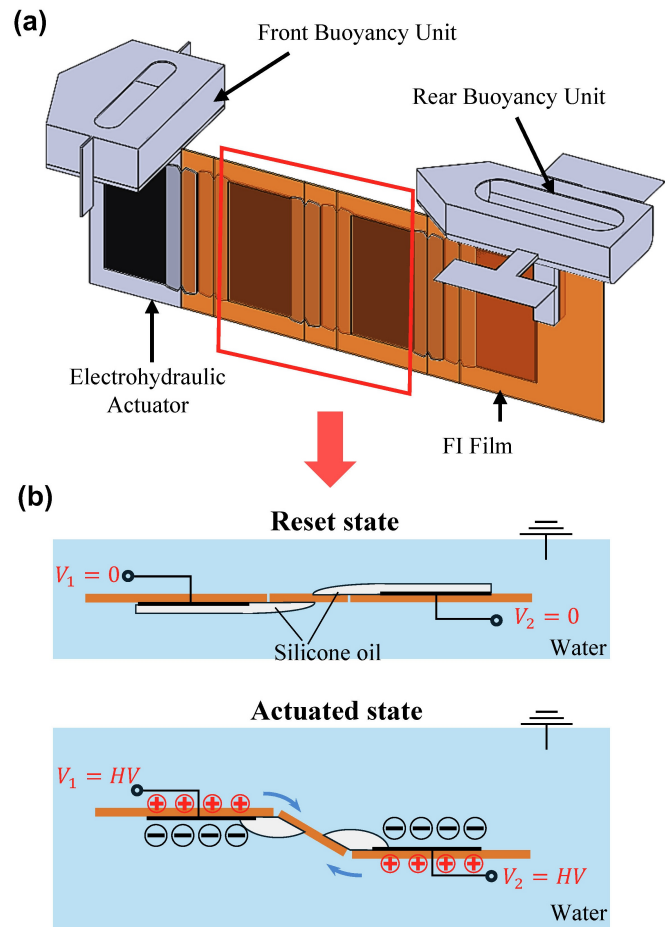 (a)
Front Buoyancy Unit
Rear Buoyancy Unit
Electrohydraulic
Actuator
FI Film
(b)
Reset state
V₁ = 0
V₂ = 0
Silicone oil
Water
Actuated state
V₁ = HV
V₂ = HV
Water